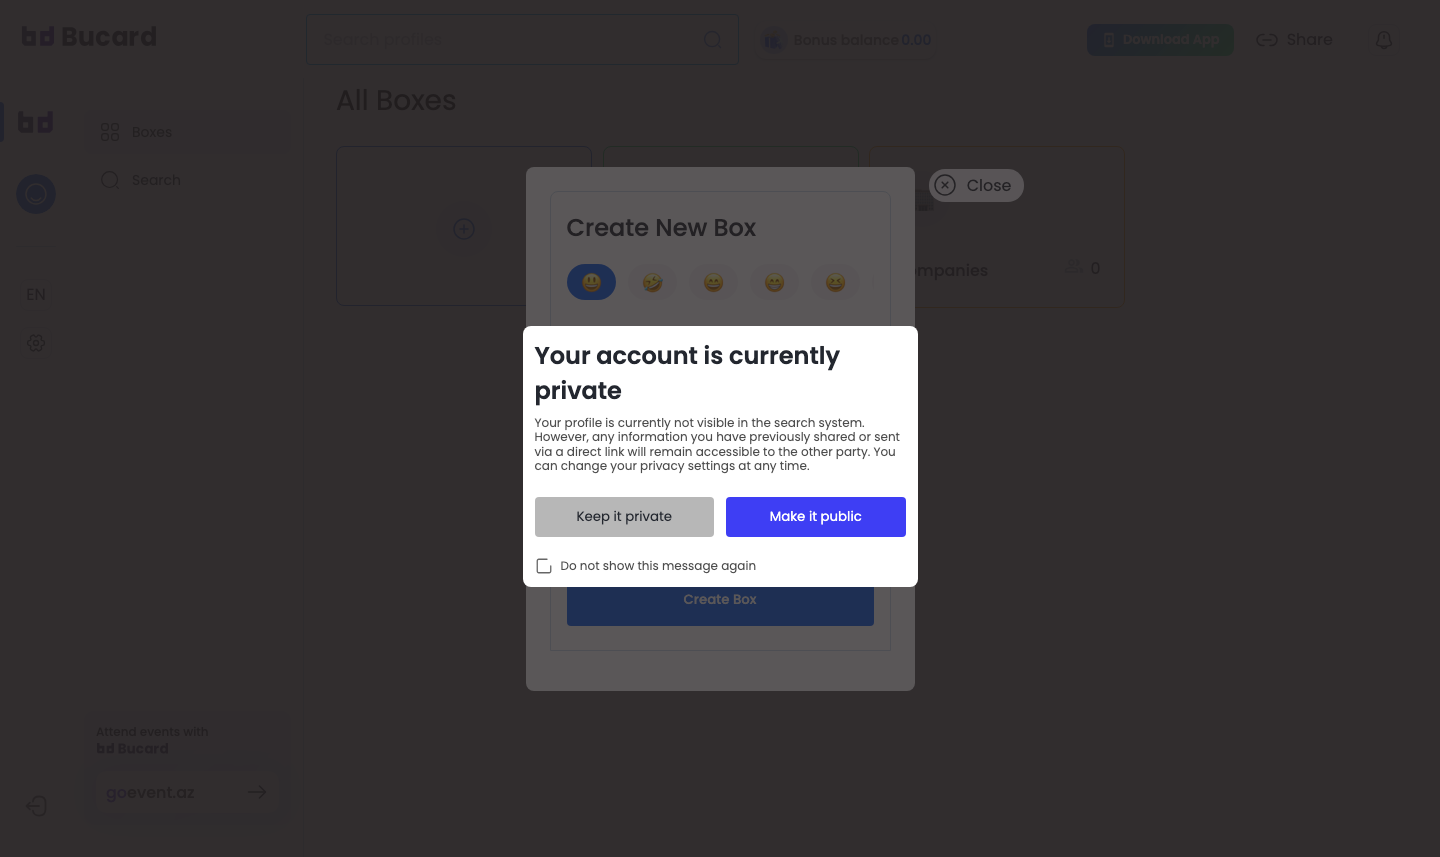 bd Bucard
Search profiles
Bonus balance 0.00
Download App
Share
All Boxes
bd
Boxes
Search
Close
Create New Box
ompanies
0
EN
Your account is currently
private
Your profile is currently not visible in the search system.
However, any information you have previously shared or sent
via a direct link will remain accessible to the other party. You
can change your privacy settings at any time.
Keep it private
Make it public
Do not show this message again
Create Box
Attend events with
bd Bucard
goevent.az